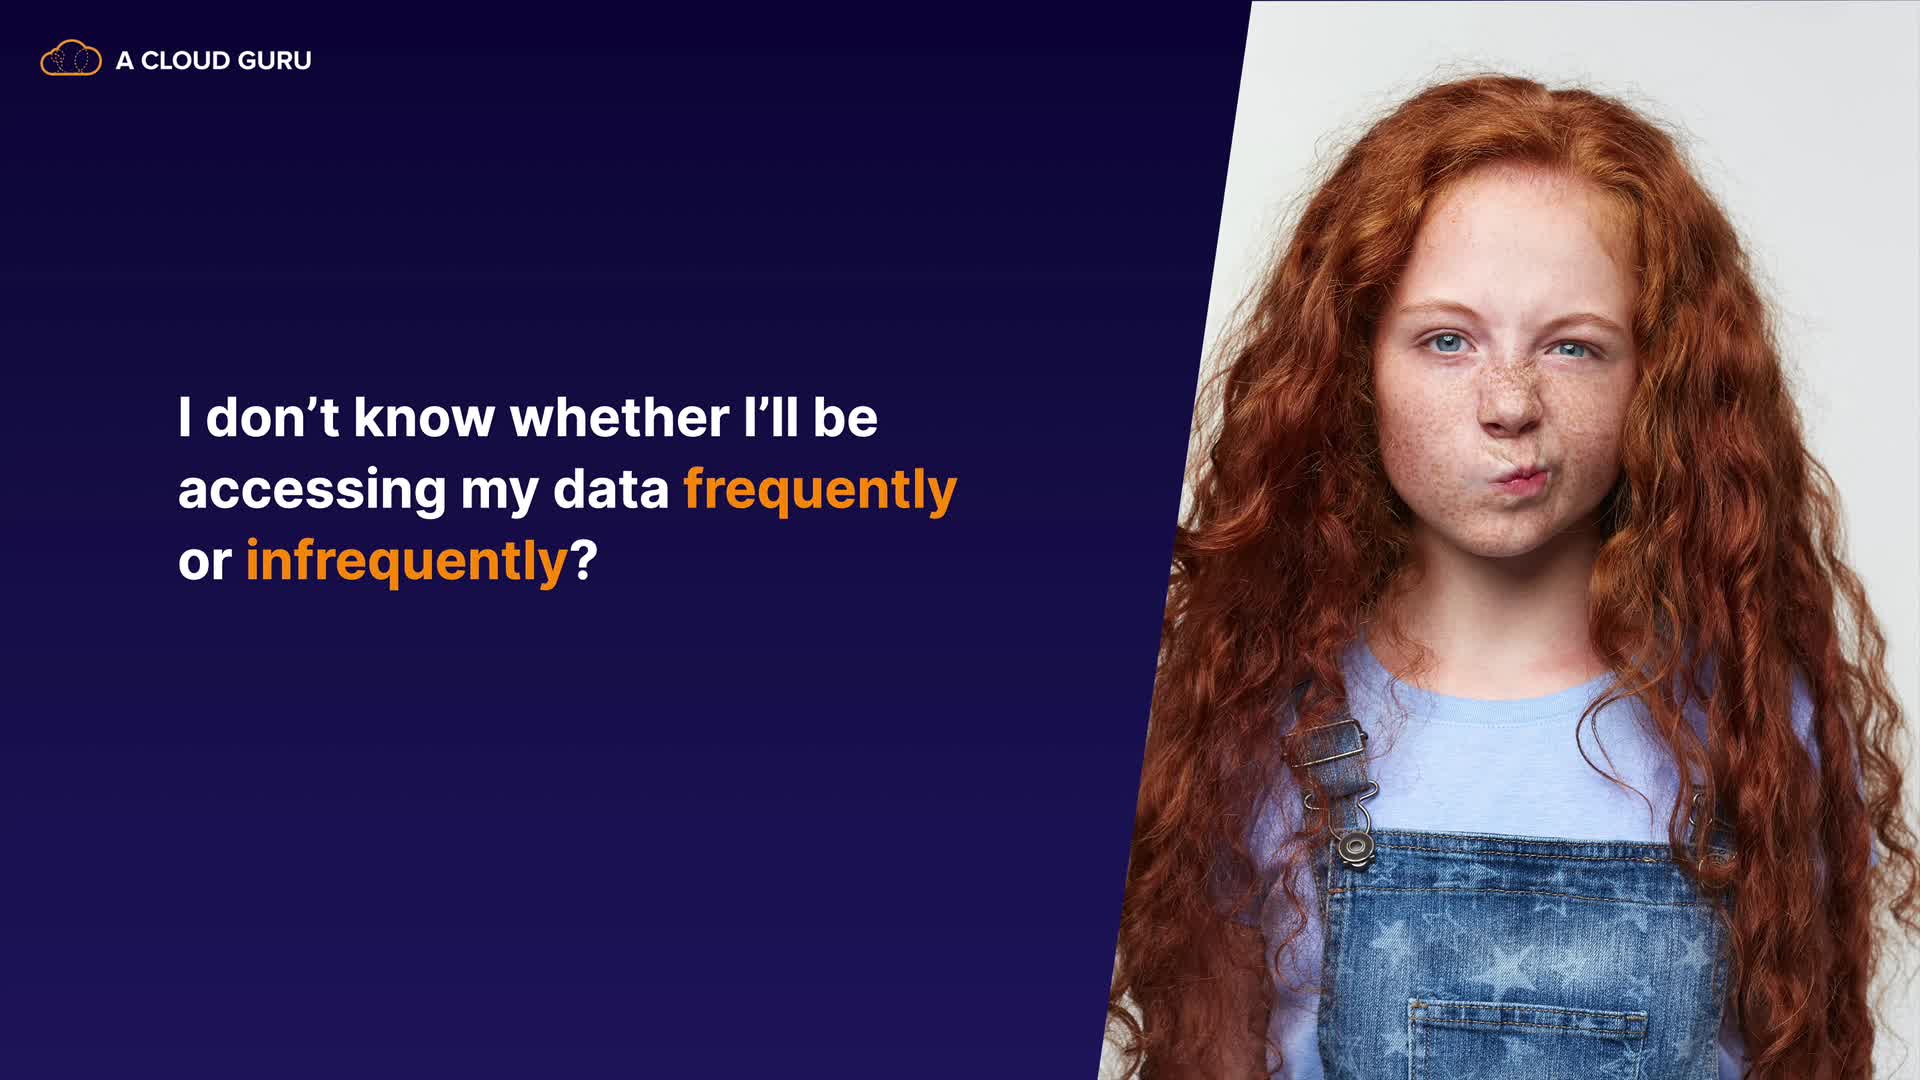 A CLOUD GURU
I don’t know whether I’ll be
accessing my data frequently
or infrequently?